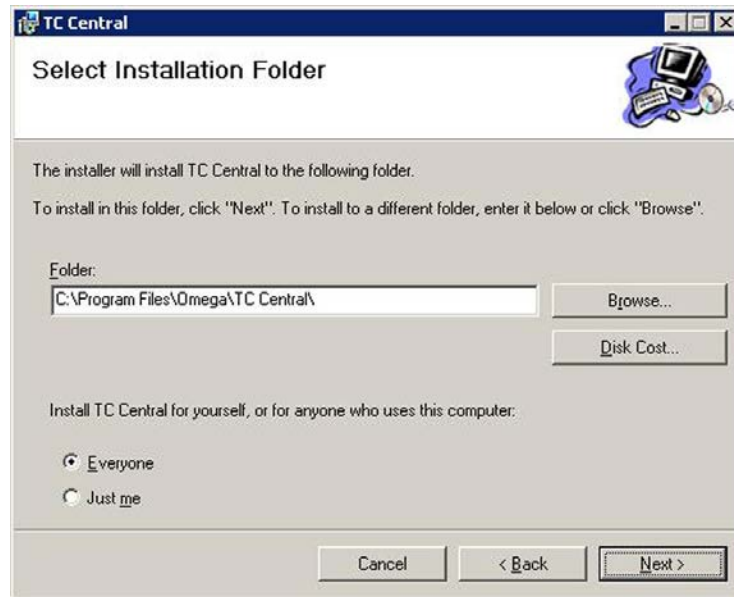 TC Central
Select Installation Folder
The installer will install TC Central to the following folder.
To install in this folder, click "Next". To install to a different folder, enter it below or click "Browse".
Folder:
C:\Program Files\Omega\TC Central\
Browse...
Disk Cost...
Install TC Central for yourself, or for anyone who uses this computer:
Everyone
Just me
Cancel
< Back
Next >